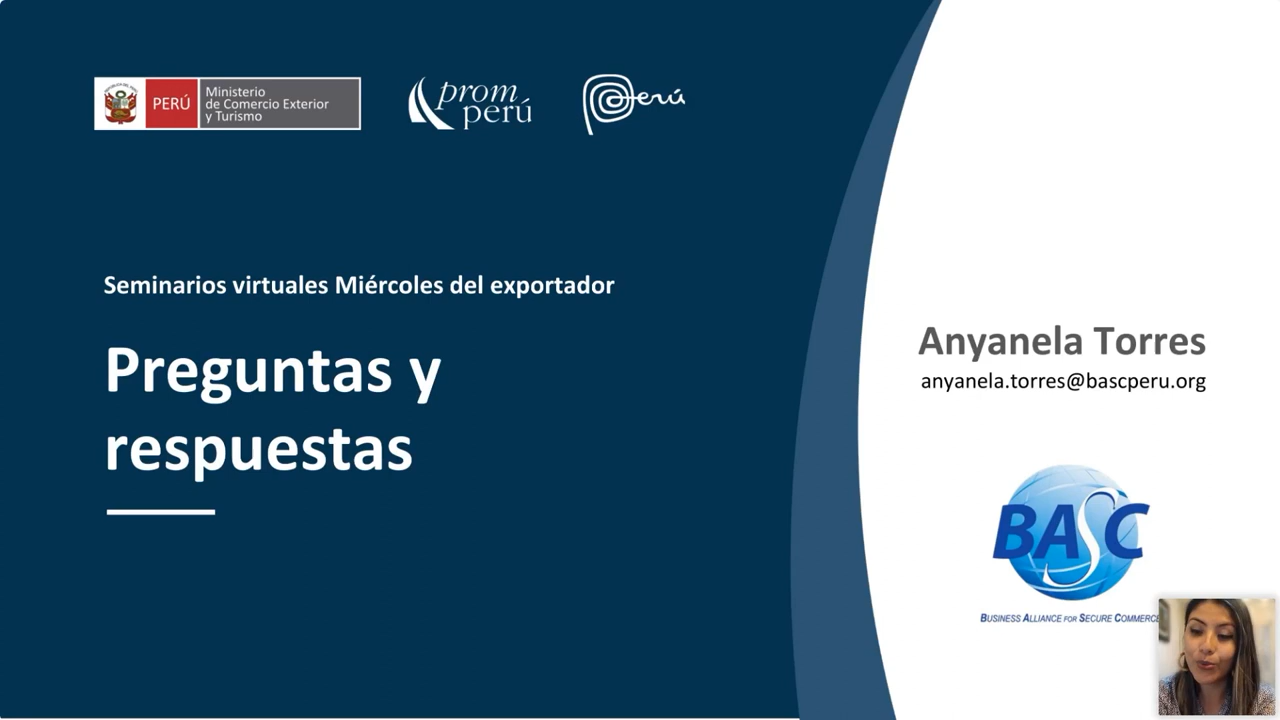 PERÚ
Ministerio
de Comercio Exterior
y Turismo
prom
perú
Perú
Seminarios virtuales Miércoles del exportador
Preguntas y
respuestas
Anyanela Torres
anyanela.torres@bascperu.org
BASC
BUSINESS ALLIANCE FOR SECURE COMMERCE